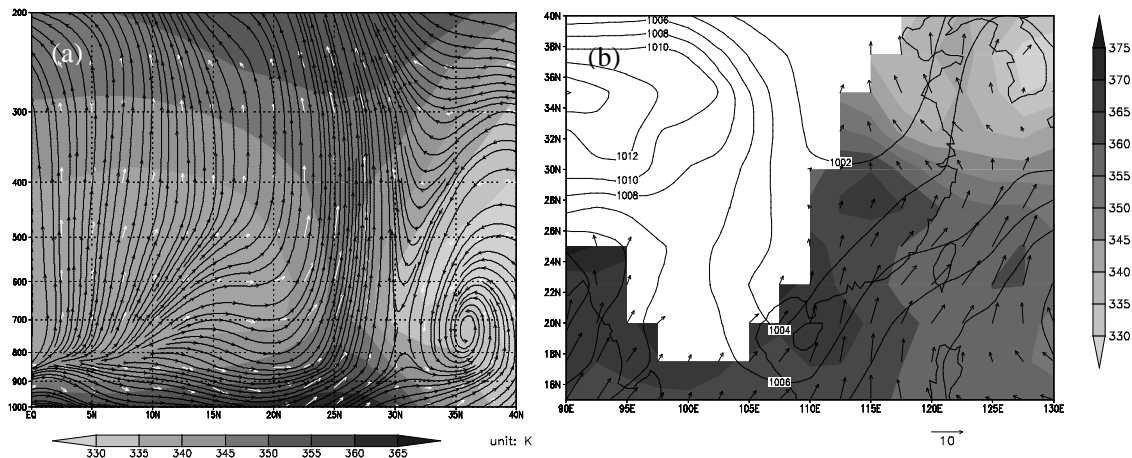 (a)
200
300
400
500
600
700
800
900
1000
EQ 5N 10N 15N 20N 25N 30N 35N 40N
330 335 340 345 350 355 360 365
unit: K
(b)
40N
38N
36N
34N
32N
30N
28N
26N
24N
22N
20N
18N
16N
90E 95E 100E 105E 110E 115E 120E 125E 130E
1006
1008
1010
1012
1010
1008
1002
1004
1006
10
375
370
365
360
355
350
345
340
335
330